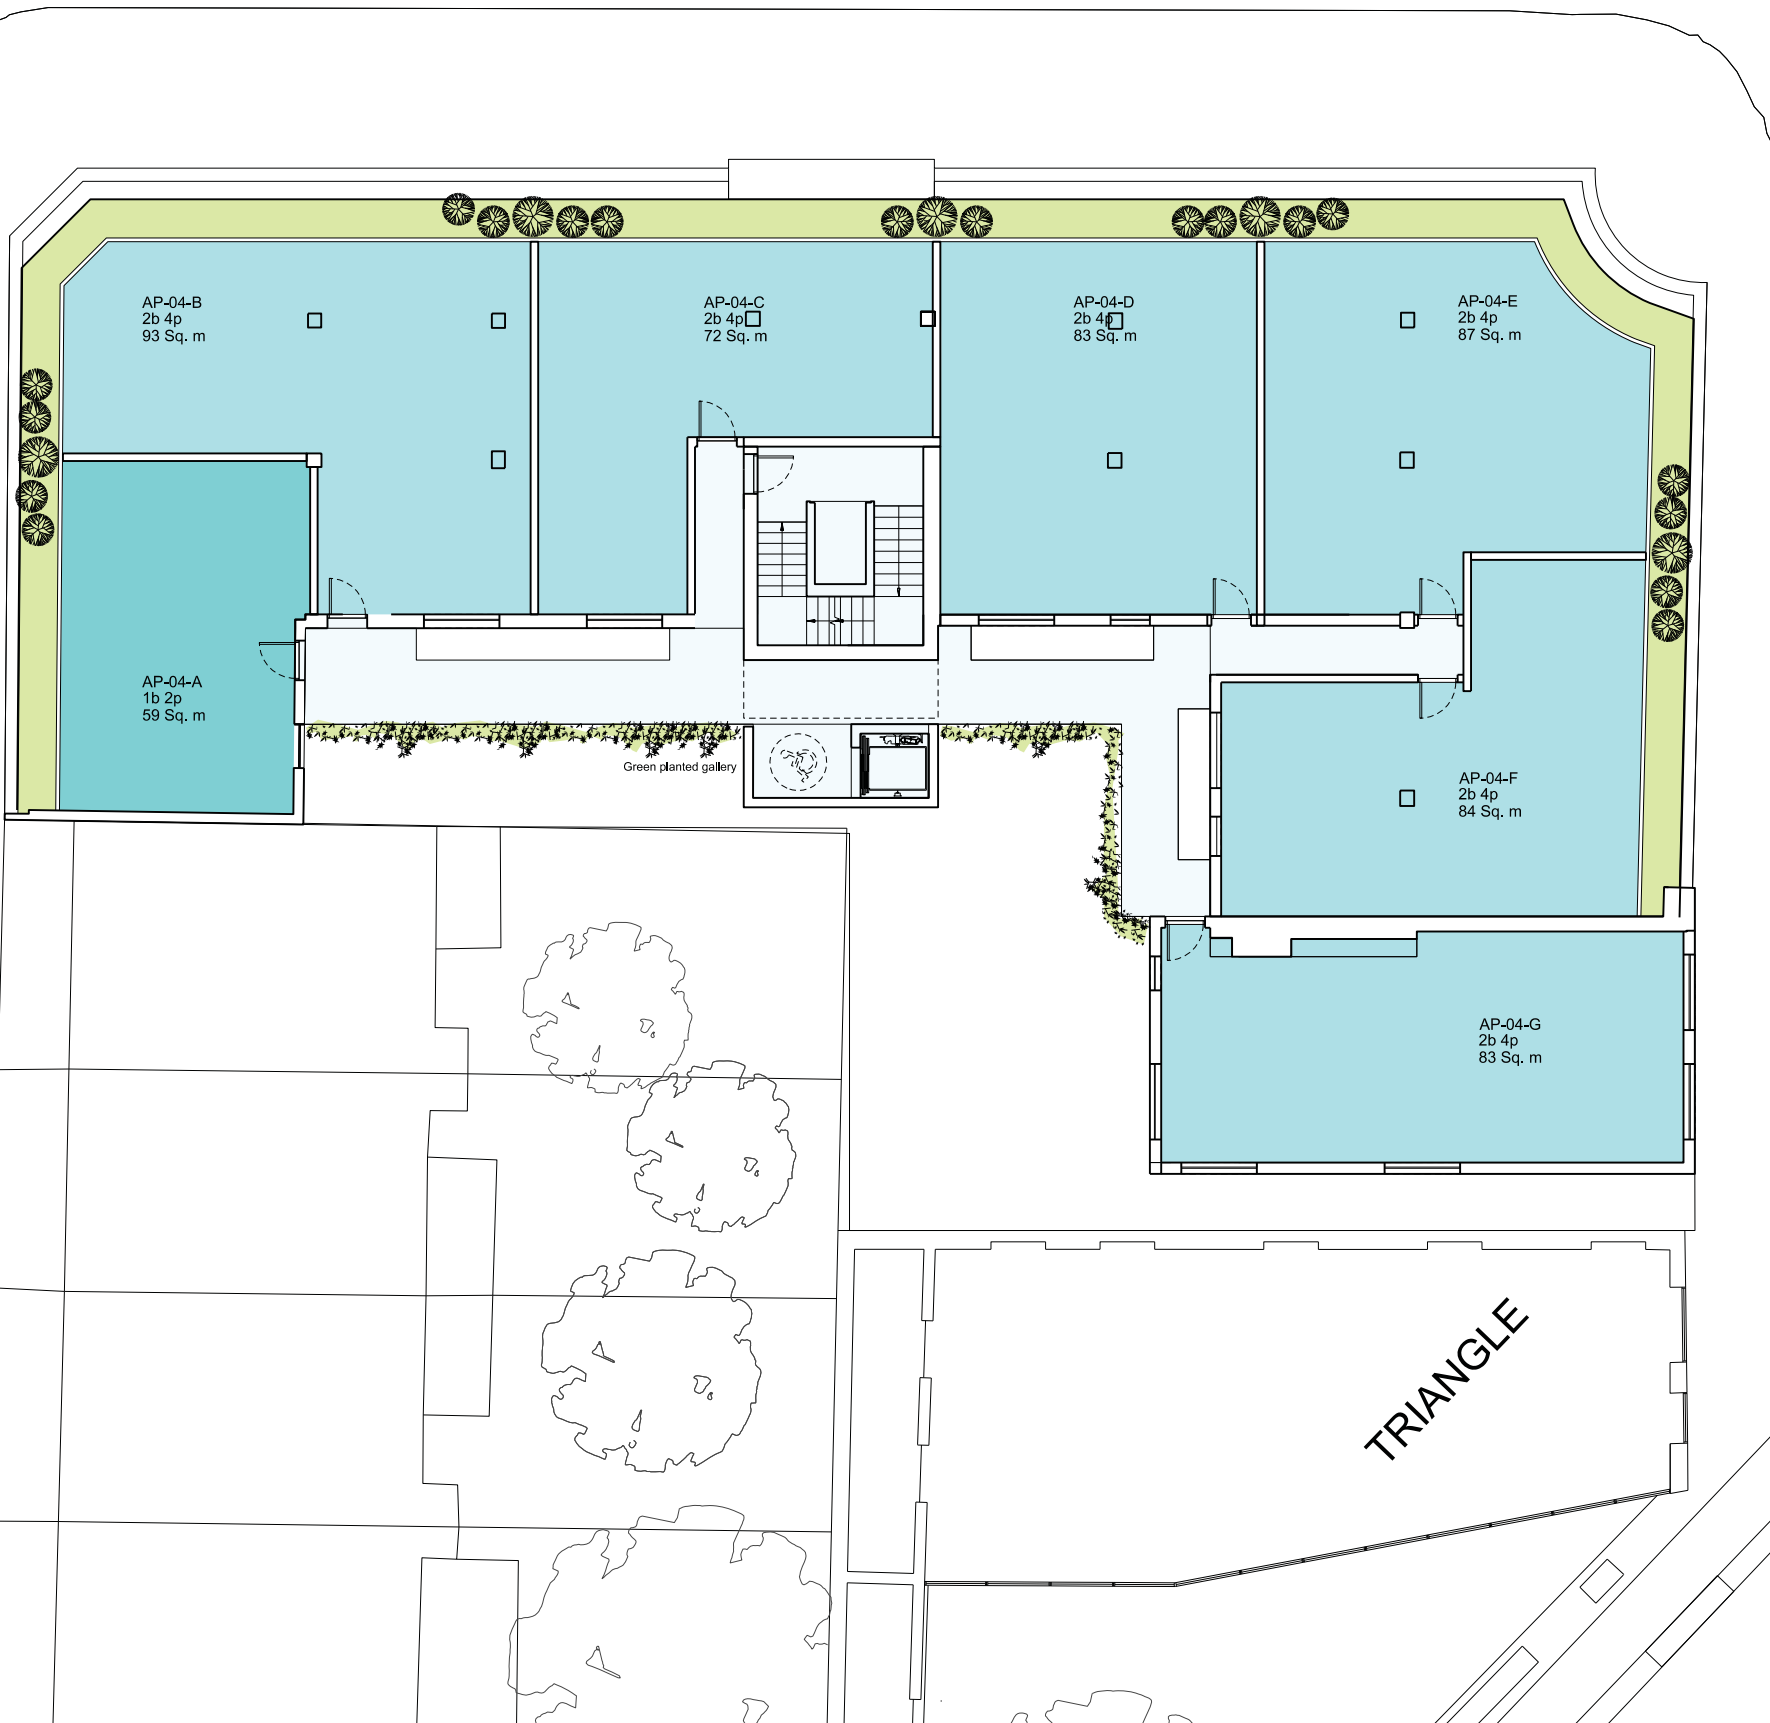 AP-04-B
2b 4p
93 Sq. m
AP-04-C
2b 4p
72 Sq. m
AP-04-D
2b 4p
83 Sq. m
AP-04-E
2b 4p
87 Sq. m
AP-04-A
1b 2p
59 Sq. m
Green planted gallery
AP-04-F
2b 4p
84 Sq. m
AP-04-G
2b 4p
83 Sq. m
TRIANGLE